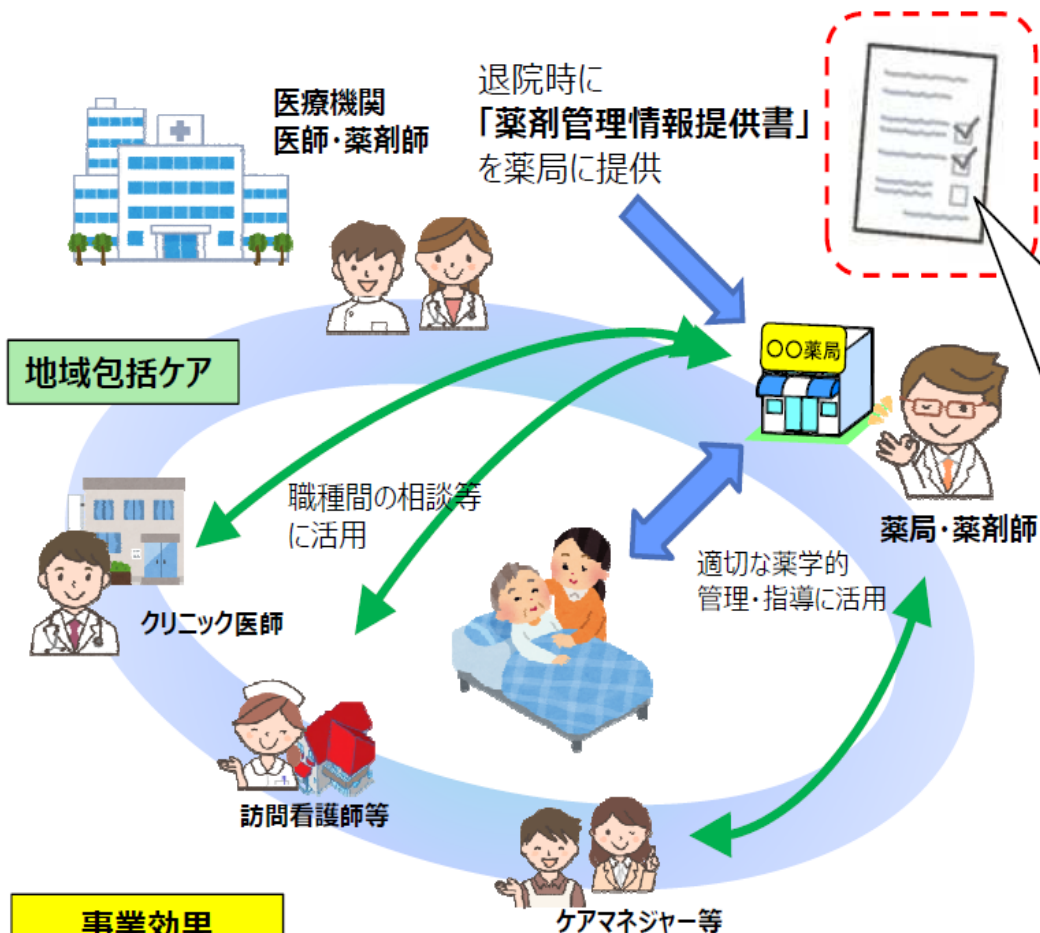 医療機関
医師・薬剤師
退院時に
「薬剤管理情報提供書」
を薬局に提供
地域包括ケア
〇〇薬局
薬局・薬剤師
職種間の相談等
に活用
適切な薬学的
管理・指導に活用
クリニック医師
訪問看護師等
ケアマネジャー等
事業効果